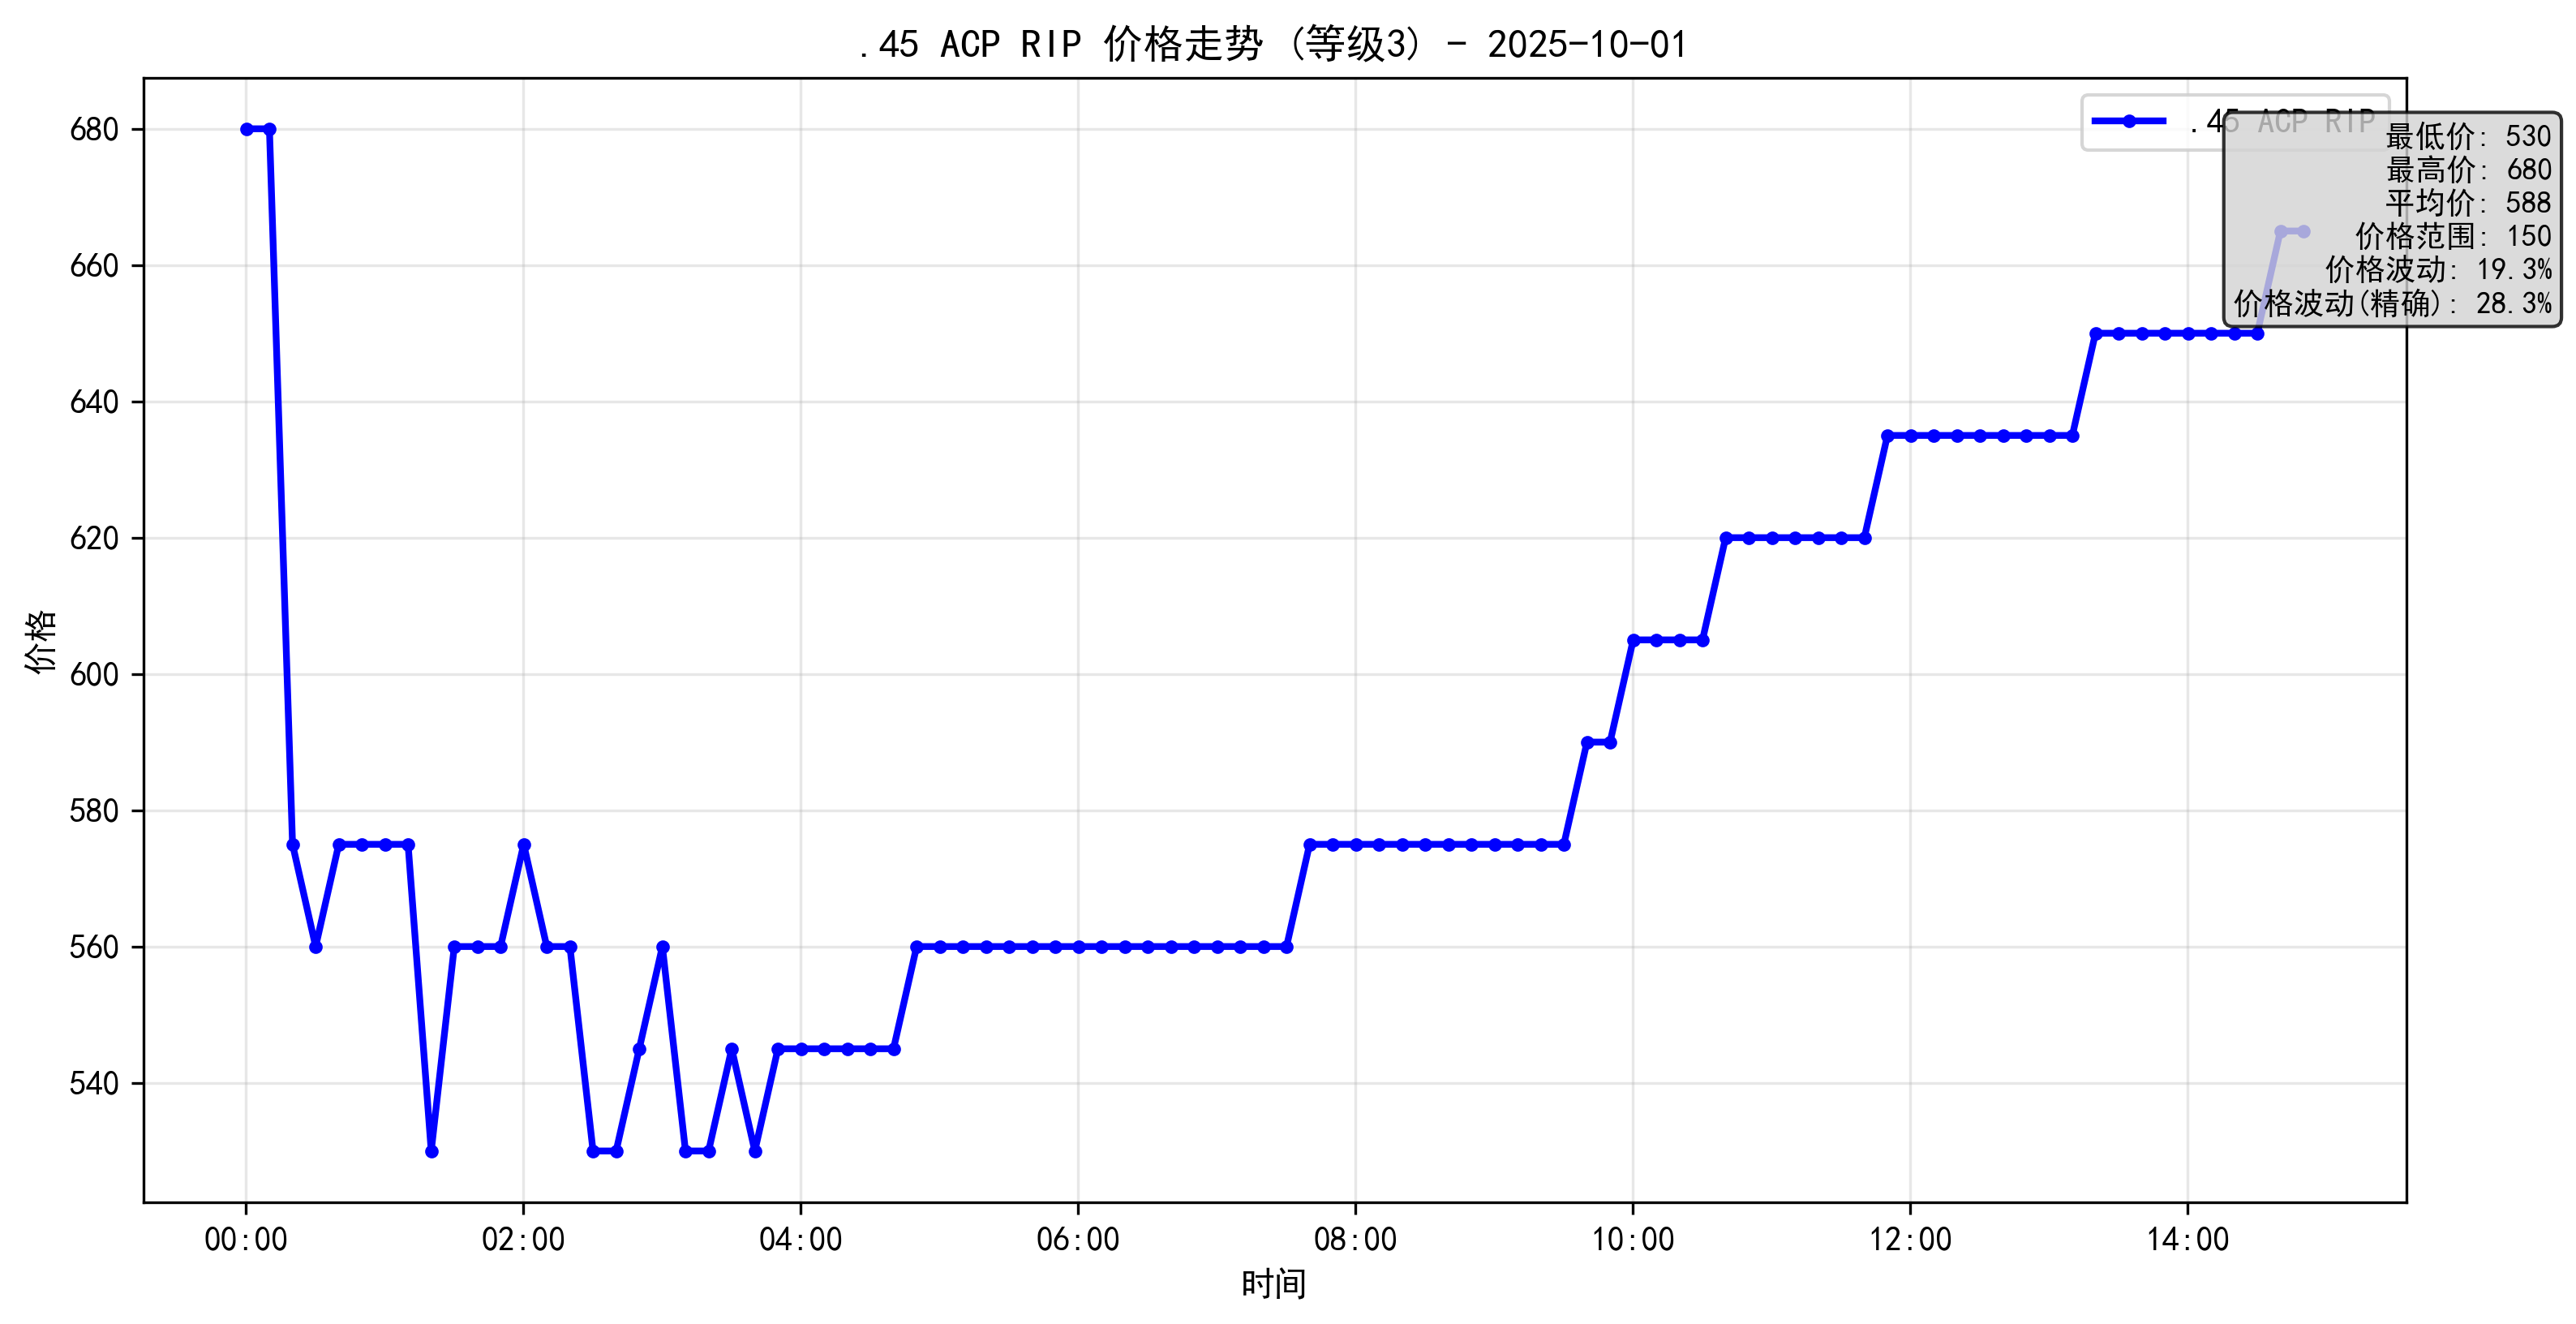 .45 ACP RIP 价格走势 (等级3) - 2025-10-01
.45 ACP RIP
最低价: 530
最高价: 680
平均价: 588
价格范围: 150
价格波动: 19.3%
价格波动(精确): 28.3%
价格
680
660
640
620
600
580
560
540
00:00 02:00 04:00 06:00 08:00 10:00 12:00 14:00
时间